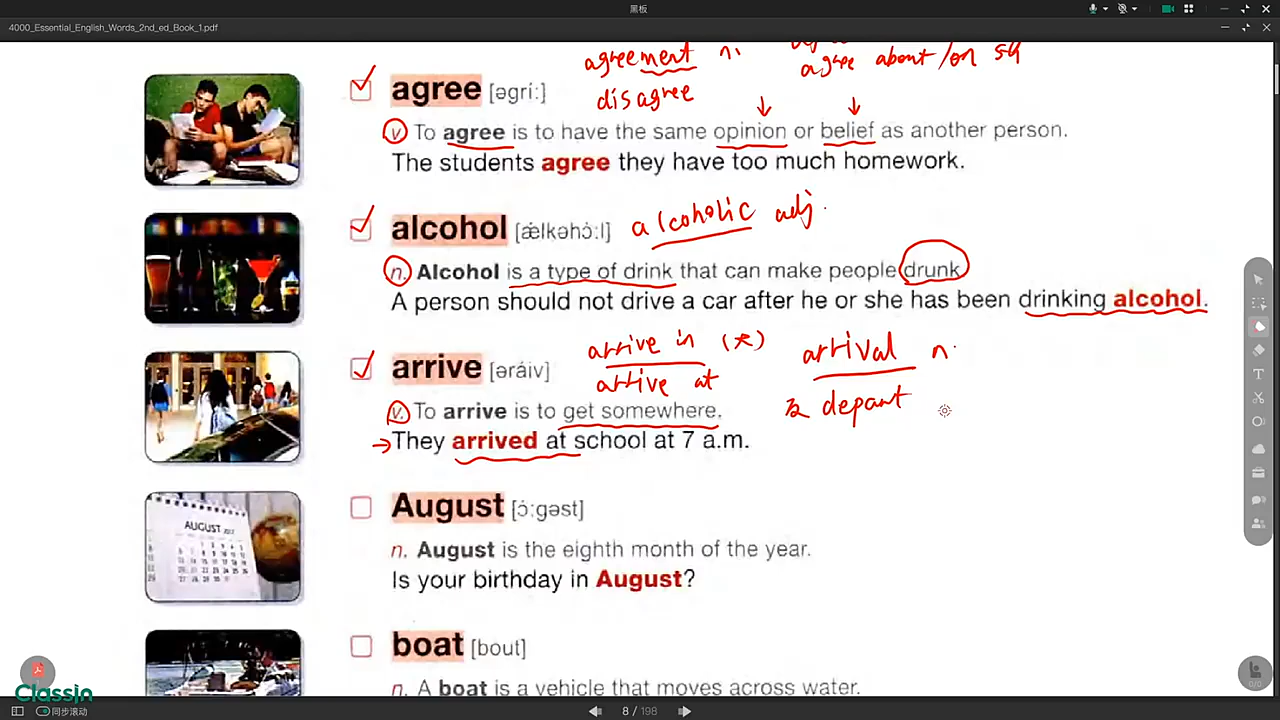 黑板
4000_Essential_English_Words_2nd_ed_Book_1.pdf
agreement n.
agree about/on sth
disagree
agree [əgríː]
v. To agree is to have the same opinion or belief as another person.
The students agree they have too much homework.
alcohol [ǽlkəhɔ̀ːl] alcoholic adj.
n. Alcohol is a type of drink that can make people drunk
A person should not drive a car after he or she has been drinking alcohol.
arrive in (大) arrival n.
arrive [əráiv] arrive at
反 depart
v. To arrive is to get somewhere.
They arrived at school at 7 a.m.
AUGUST
August [ɔ́ːgəst]
n. August is the eighth month of the year.
Is your birthday in August?
boat [bout]
n. A boat is a vehicle that moves across water.
ClassIn
0/0
同步滚动
8 / 198